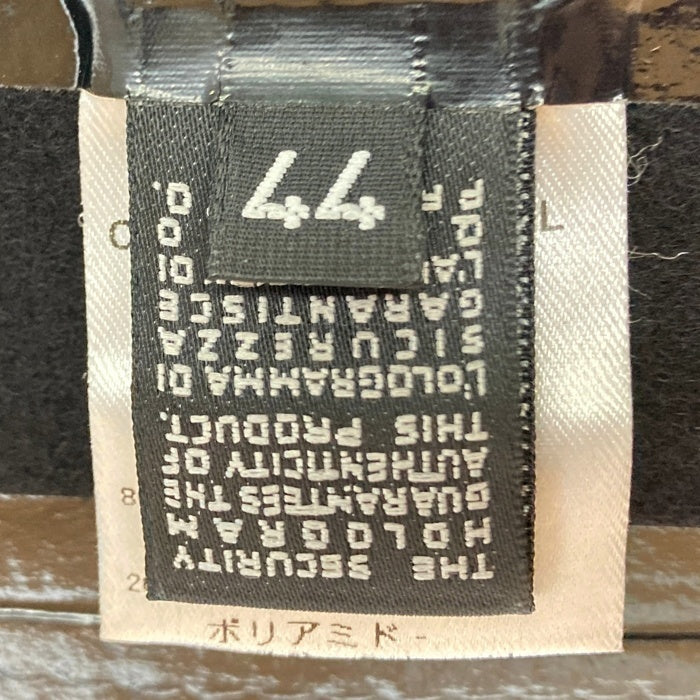 44
THE SECURITY
HOLOGRAM
GUARANTEES THE
AUTHENTICITY OF
THIS PRODUCT.
L'OLOGRAMMA DI
SICUREZZA
GARANTISCE
L
8
ポリアミド-